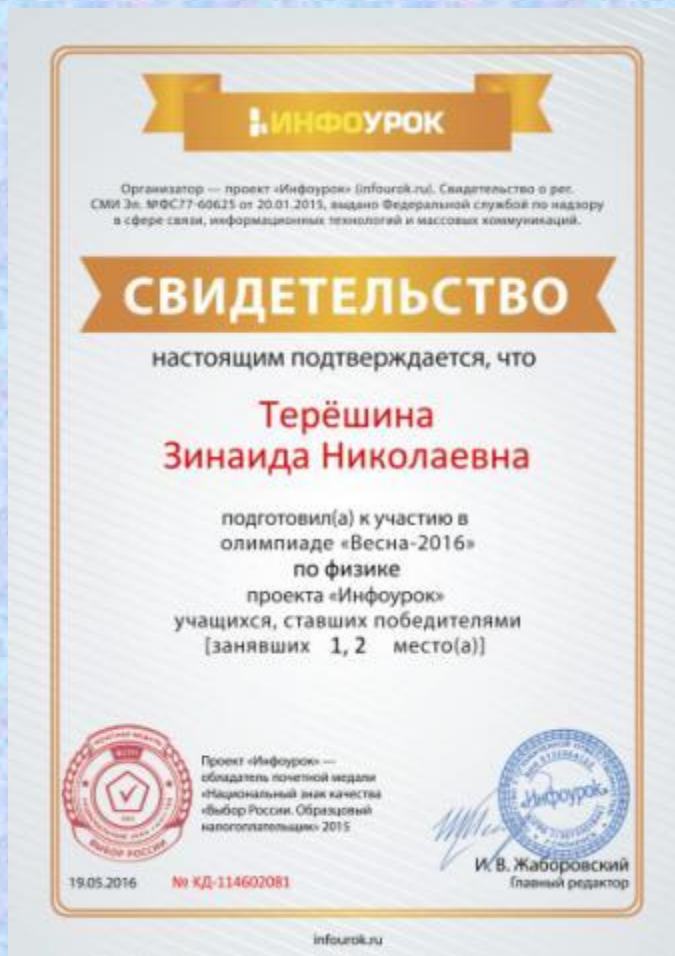 ИНФОУРОК
Организатор — проект «Инфоурок» (infourok.ru). Свидетельство о рег.
СМИ Эл. №ФС77-60625 от 20.01.2015, выдано Федеральной службой по надзору
в сфере связи, информационных технологий и массовых коммуникаций.
СВИДЕТЕЛЬСТВО
настоящим подтверждается, что
Терёшина
Зинаида Николаевна
подготовил(а) к участию в
олимпиаде «Весна-2016»
по физике
проекта «Инфоурок»
учащихся, ставших победителями
[занявших 1, 2 место(а)]
Проект «Инфоурок» —
обладатель почетной медали
«Национальный знак качества
«Выбор России. Образцовый
налогоплательщик» 2015
ВЫБОР РОССИИ
Инфоурок
И. В. Жаборовский
Главный редактор
19.05.2016 № КД-114602081
infourok.ru